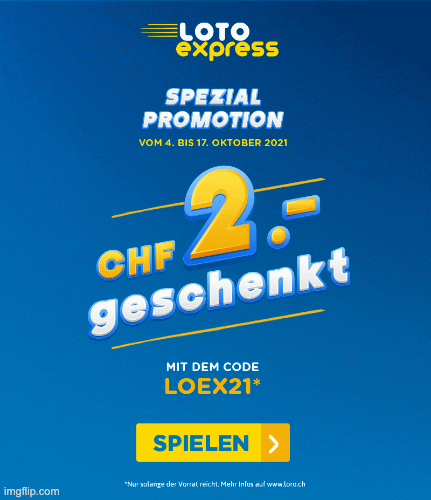 LOTO
express
SPEZIAL
PROMOTION
VOM 4. BIS 17. OKTOBER 2021
CHF 2.-
geschenkt
MIT DEM CODE
LOEX21*
SPIELEN
*Nur solange der Vorrat reicht. Mehr Infos auf www.loro.ch
imgflip.com